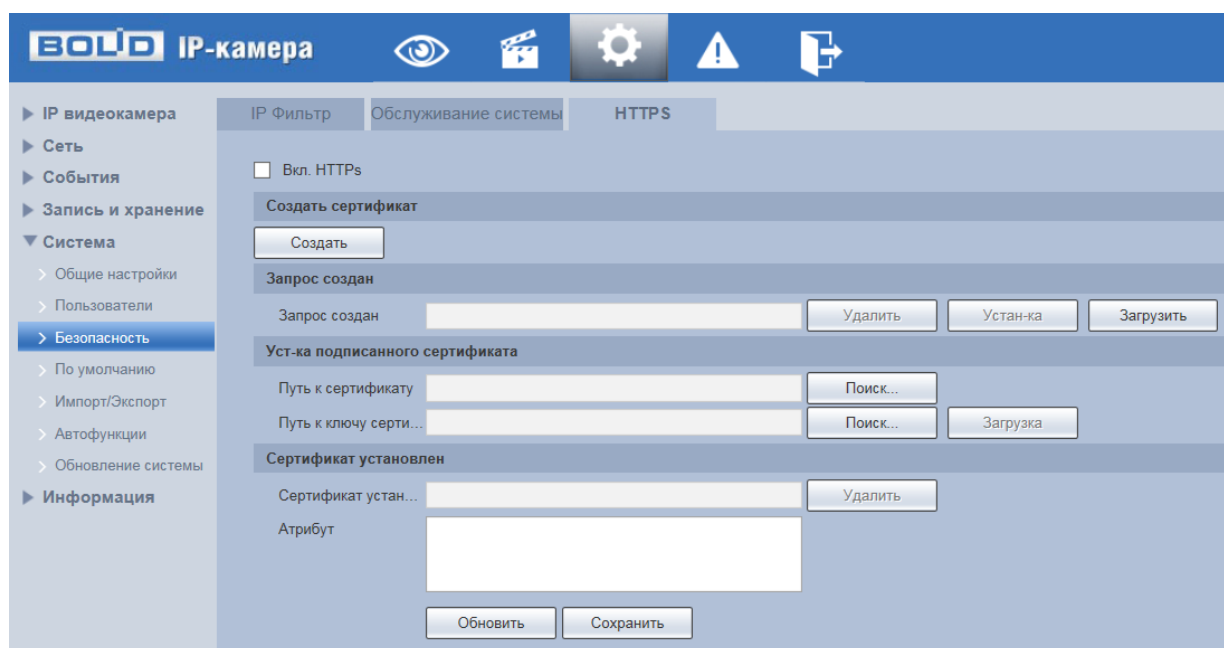 BOLID IP-камера
IP видеокамера
Сеть
События
Запись и хранение
Система
Общие настройки
Пользователи
Безопасность
По умолчанию
Импорт/Экспорт
Автофункции
Обновление системы
Информация
IP Фильтр Обслуживание системы HTTPS
Вкл. HTTPs
Создать сертификат
Создать
Запрос создан
Запрос создан Удалить Устан-ка Загрузить
Уст-ка подписанного сертификата
Путь к сертификату Поиск...
Путь к ключу серти... Поиск... Загрузка
Сертификат установлен
Сертификат устан... Удалить
Атрибут
Обновить Сохранить